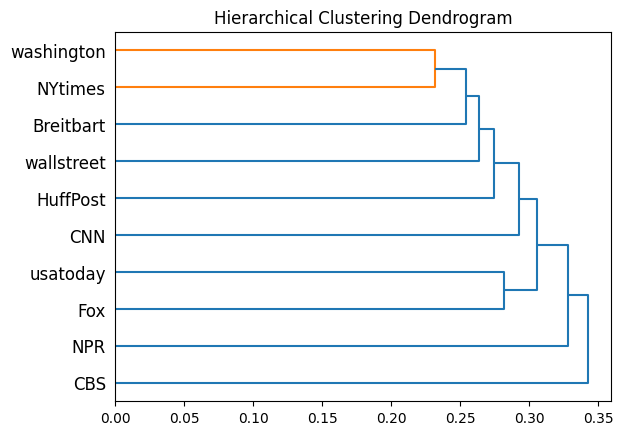 Hierarchical Clustering Dendrogram
washington
NYtimes
Breitbart
wallstreet
HuffPost
CNN
usatoday
Fox
NPR
CBS
0.00 0.05 0.10 0.15 0.20 0.25 0.30 0.35